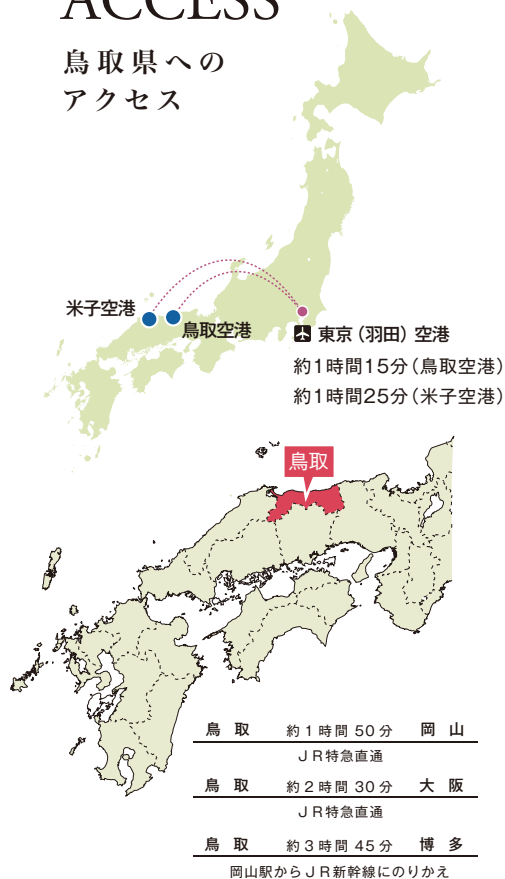 ACCESS
鳥取県への
アクセス
米子空港
鳥取空港
東京（羽田）空港
約1時間15分（鳥取空港）
約1時間25分（米子空港）
鳥取
鳥取 約1時間50分 岡山
JR特急直通
鳥取 約2時間30分 大阪
JR特急直通
鳥取 約3時間45分 博多
岡山駅からJR新幹線にのりかえ